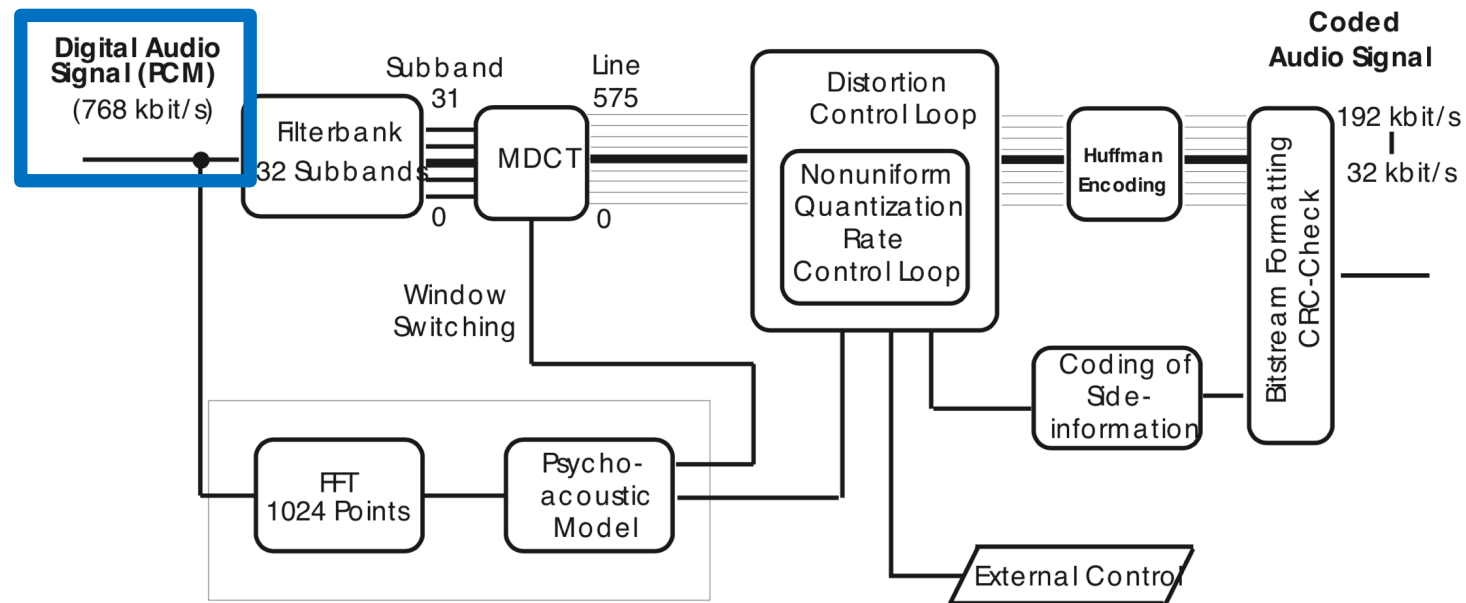 Digital Audio
Signal (PCM)
(768 kbit/s)
Filterbank
32 Subbands
Subband
31
0
MDCT
Line
575
0
Window
Switching
Distortion
Control Loop
Nonuniform
Quantization
Rate
Control Loop
Huffman
Encoding
Coded
Audio Signal
192 kbit/s
32 kbit/s
Bitstream Formatting
CRC-Check
Coding of
Side-
information
FFT
1024 Points
Psycho-
acoustic
Model
External Control